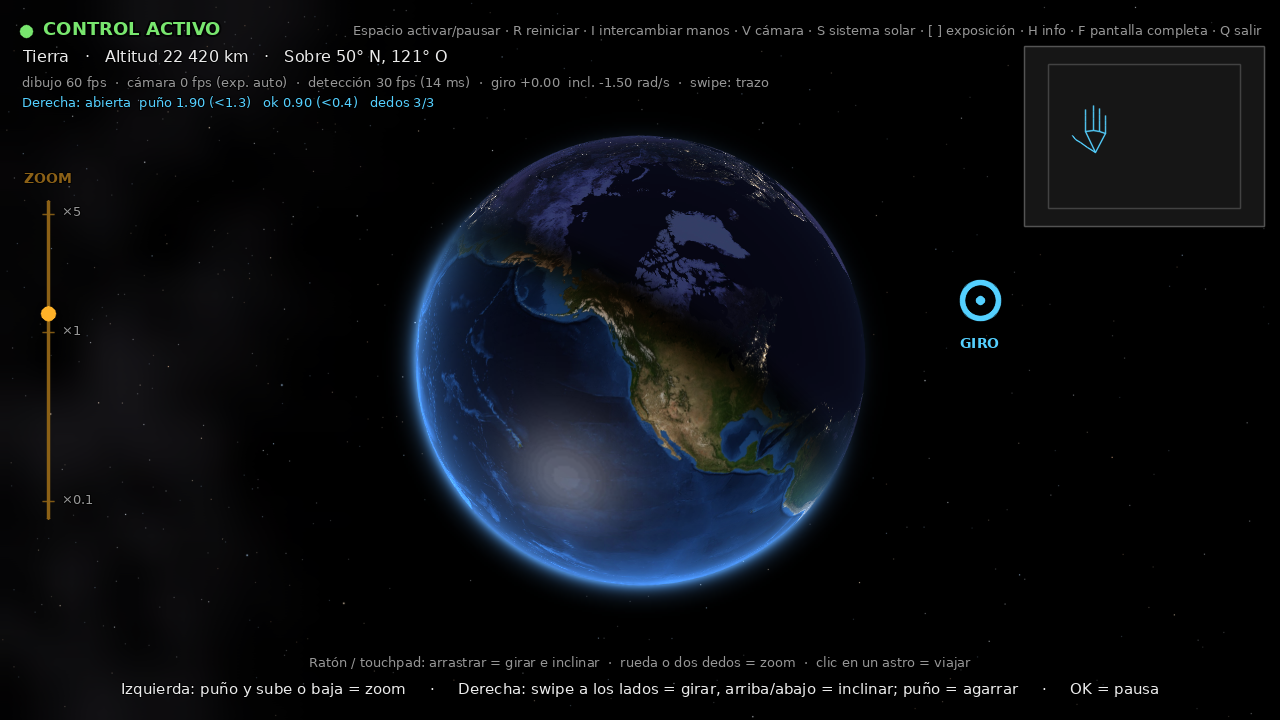 CONTROL ACTIVO
Espacio activar/pausar · R reiniciar · I intercambiar manos · V cámara · S sistema solar · [ ] exposición · H info · F pantalla completa · Q salir
Tierra · Altitud 22 420 km · Sobre 50° N, 121° O
dibujo 60 fps · cámara 0 fps (exp. auto) · detección 30 fps (14 ms) · giro +0.00 incl. -1.50 rad/s · swipe: trazo
Derecha: abierta puño 1.90 (<1.3) ok 0.90 (<0.4) dedos 3/3
ZOOM
×5
×1
×0.1
GIRO
Ratón / touchpad: arrastrar = girar e inclinar · rueda o dos dedos = zoom · clic en un astro = viajar
Izquierda: puño y sube o baja = zoom · Derecha: swipe a los lados = girar, arriba/abajo = inclinar; puño = agarrar · OK = pausa